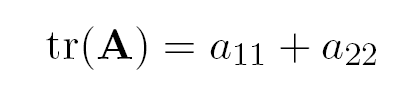 tr(𝐀) = a₁₁ + a₂₂